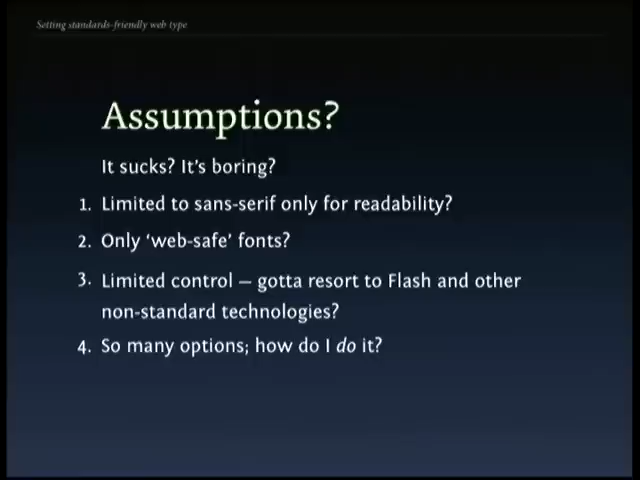 Setting standards-friendly web type
Assumptions?
It sucks? It's boring?
1. Limited to sans-serif only for readability?
2. Only ‘web-safe’ fonts?
3. Limited control – gotta resort to Flash and other
non-standard technologies?
4. So many options; how do I do it?